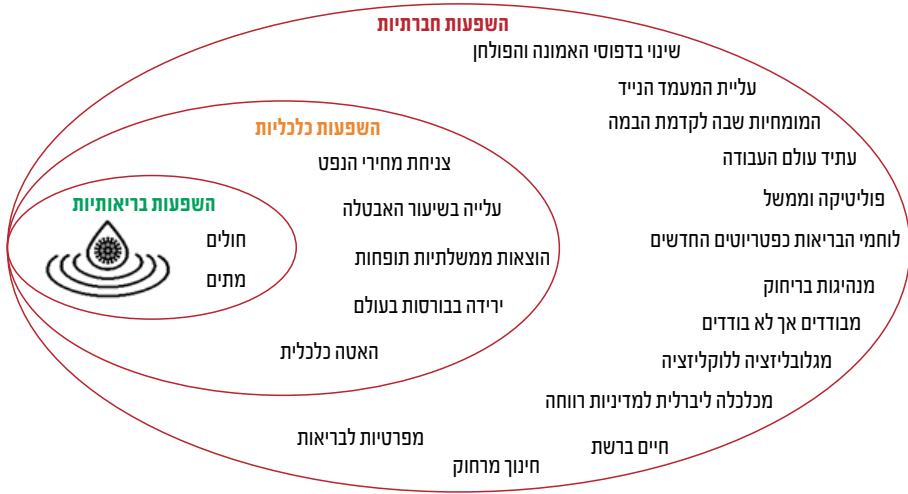 השפעות חברתיות
שינוי בדפוסי האמונה והפולחן
עליית המעמד הנייד
המומחיות שבה לקדמת הבמה
עתיד עולם העבודה
פוליטיקה וממשל
לוחמי הבריאות כפטריוטים החדשים
מנהיגות בריחוק
מבודדים אך לא בודדים
מגלובליזציה ללוקליזציה
מכלכלה ליברלית למדיניות רווחה
חיים ברשת
חינוך מרחוק
מפרטיות לבריאות
השפעות כלכליות
צניחת מחירי הנפט
עלייה בשיעור האבטלה
הוצאות ממשלתיות תופחות
ירידה בבורסות בעולם
האטה כלכלית
השפעות בריאותיות
חולים
מתים